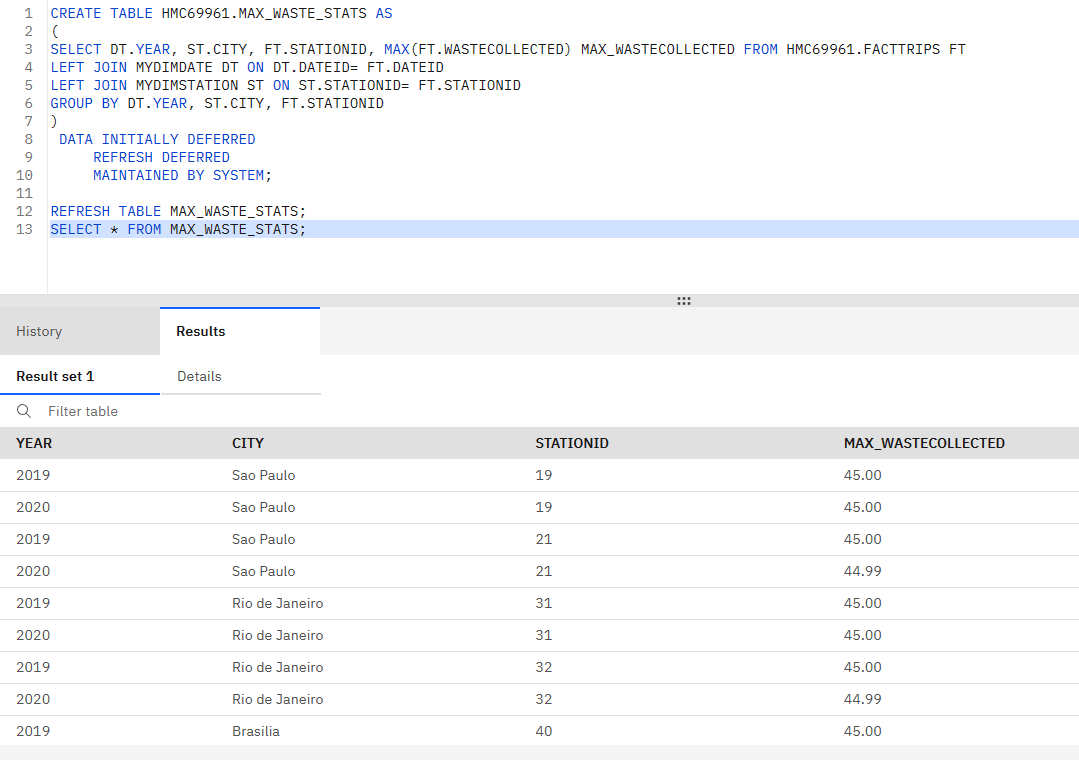 1 CREATE TABLE HMC69961.MAX_WASTE_STATS AS
2 (
3 SELECT DT.YEAR, ST.CITY, FT.STATIONID, MAX(FT.WASTECOLLECTED) MAX_WASTECOLLECTED FROM HMC69961.FACTTRIPS FT
4 LEFT JOIN MYDIMDATE DT ON DT.DATEID= FT.DATEID
5 LEFT JOIN MYDIMSTATION ST ON ST.STATIONID= FT.STATIONID
6 GROUP BY DT.YEAR, ST.CITY, FT.STATIONID
7 )
8 DATA INITIALLY DEFERRED
9 REFRESH DEFERRED
10 MAINTAINED BY SYSTEM;
11
12 REFRESH TABLE MAX_WASTE_STATS;
13 SELECT * FROM MAX_WASTE_STATS;
History Results
Result set 1 Details
Filter table
YEAR CITY STATIONID MAX_WASTECOLLECTED
2019 Sao Paulo 19 45.00
2020 Sao Paulo 19 45.00
2019 Sao Paulo 21 45.00
2020 Sao Paulo 21 44.99
2019 Rio de Janeiro 31 45.00
2020 Rio de Janeiro 31 45.00
2019 Rio de Janeiro 32 45.00
2020 Rio de Janeiro 32 44.99
2019 Brasilia 40 45.00